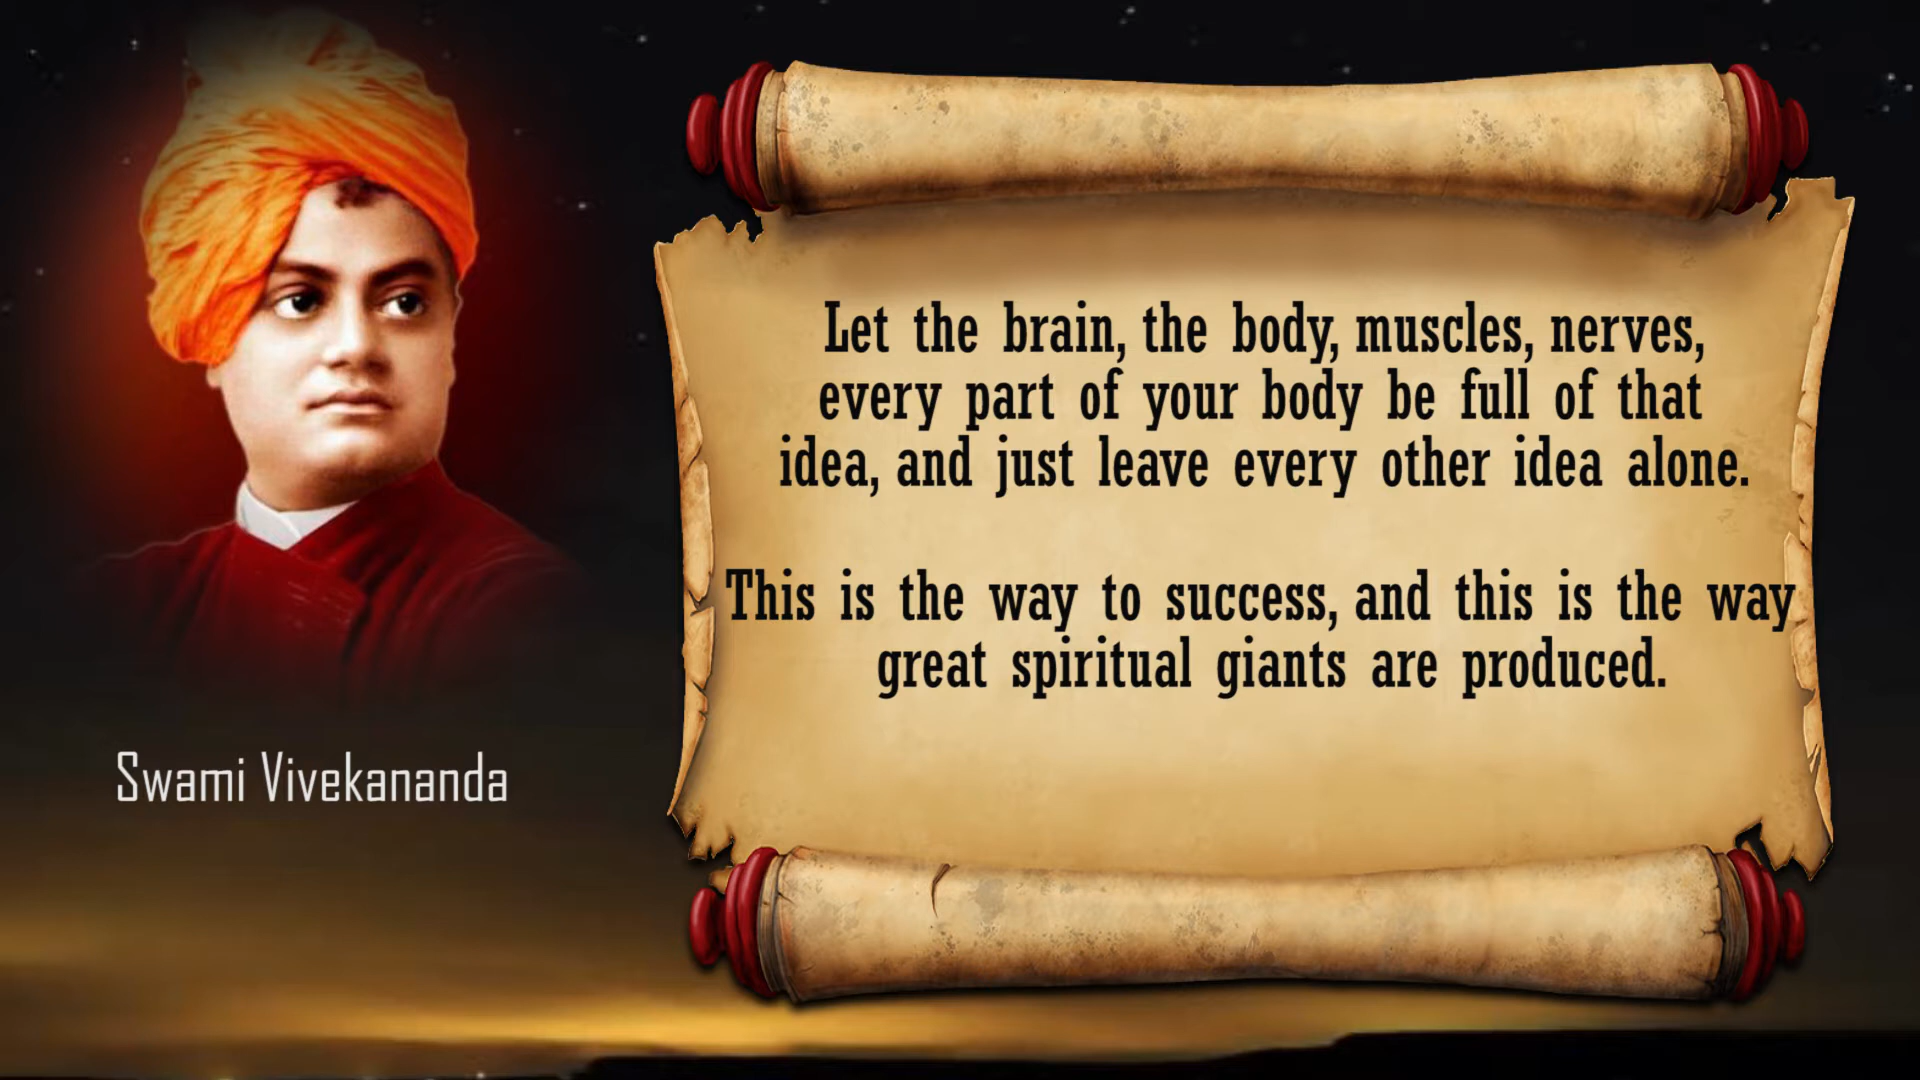 Let the brain, the body, muscles, nerves,
every part of your body be full of that
idea, and just leave every other idea alone.
This is the way to success, and this is the way
great spiritual giants are produced.
Swami Vivekananda